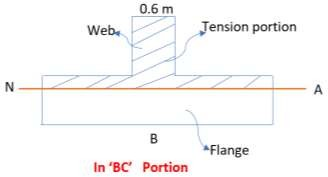 0.6 m
Web
Tension portion
N
A
B
Flange
In ‘BC’ Portion